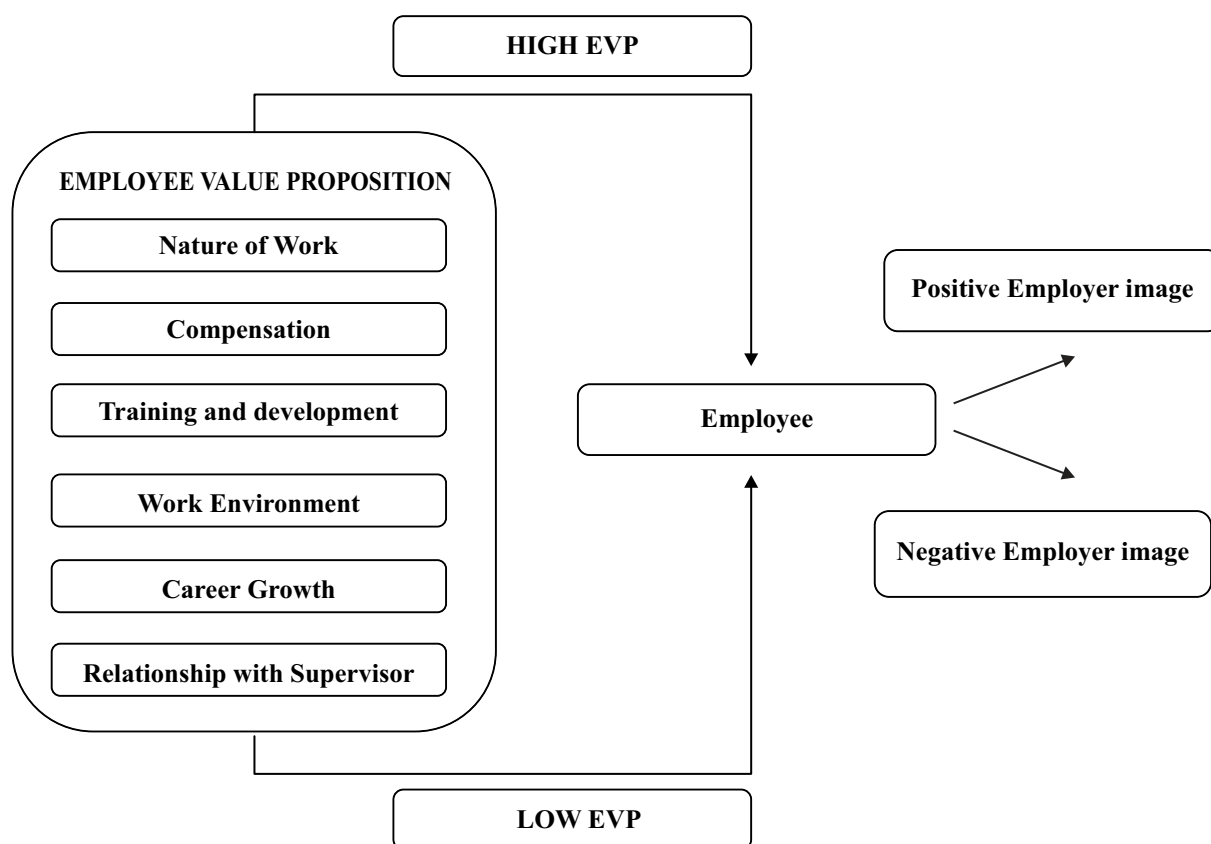 HIGH EVP
EMPLOYEE VALUE PROPOSITION
Nature of Work
Compensation
Training and development
Work Environment
Career Growth
Relationship with Supervisor
Employee
Positive Employer image
Negative Employer image
LOW EVP